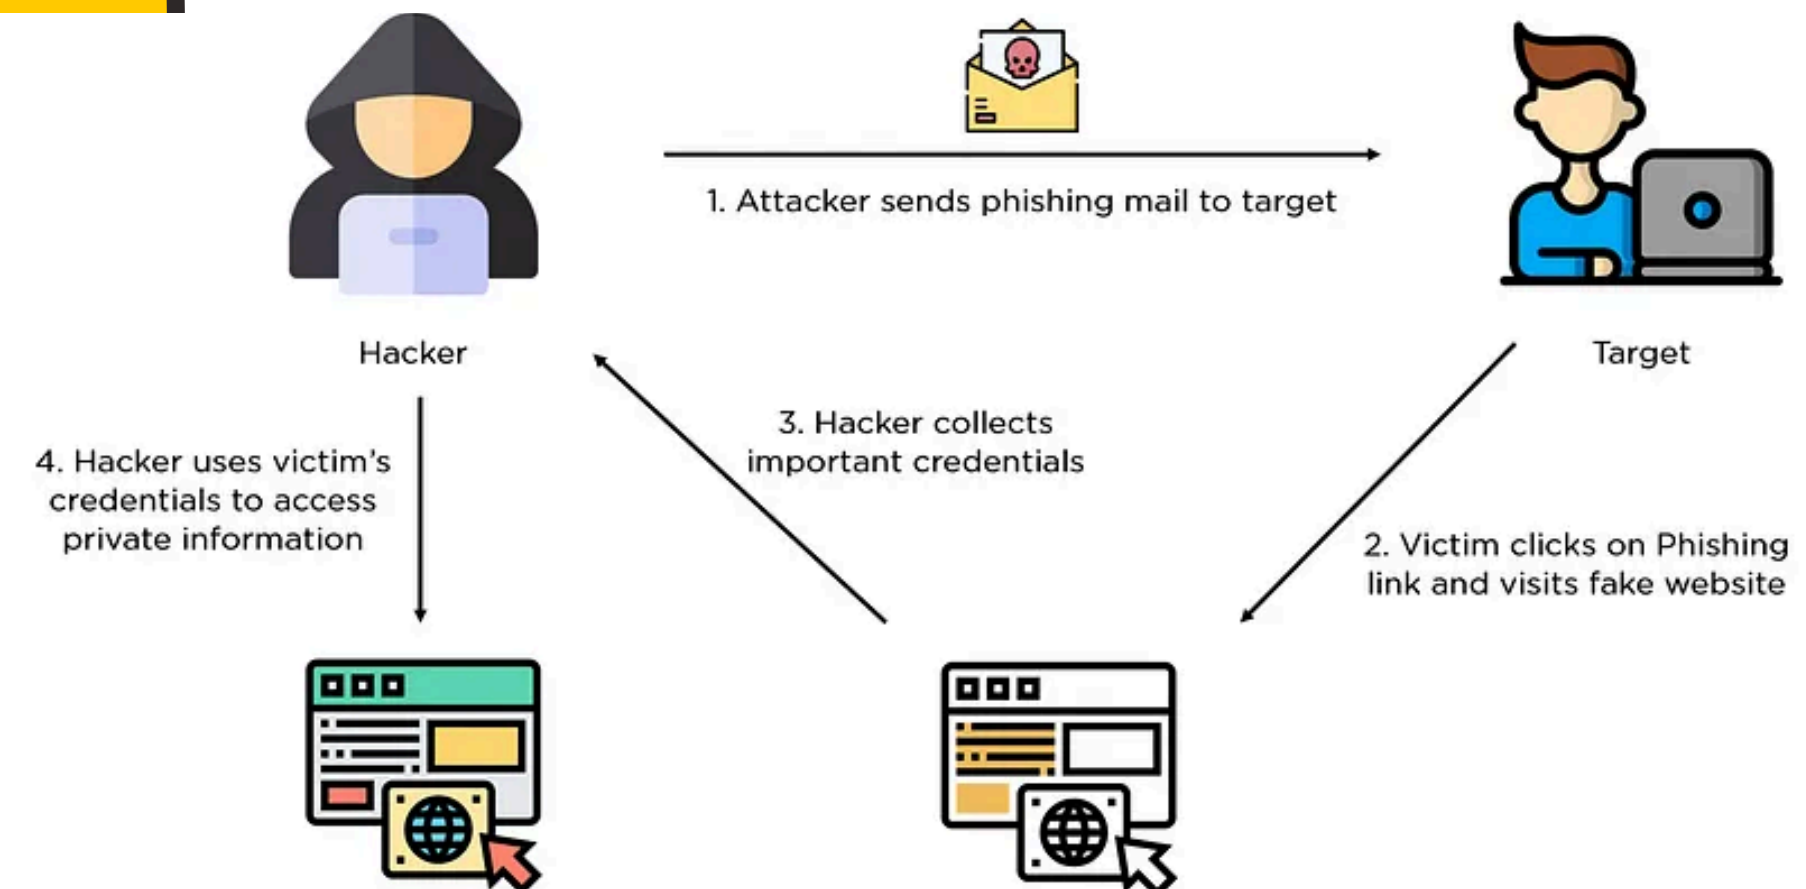 1. Attacker sends phishing mail to target
Hacker
Target
3. Hacker collects
important credentials
4. Hacker uses victim's
credentials to access
private information
2. Victim clicks on Phishing
link and visits fake website